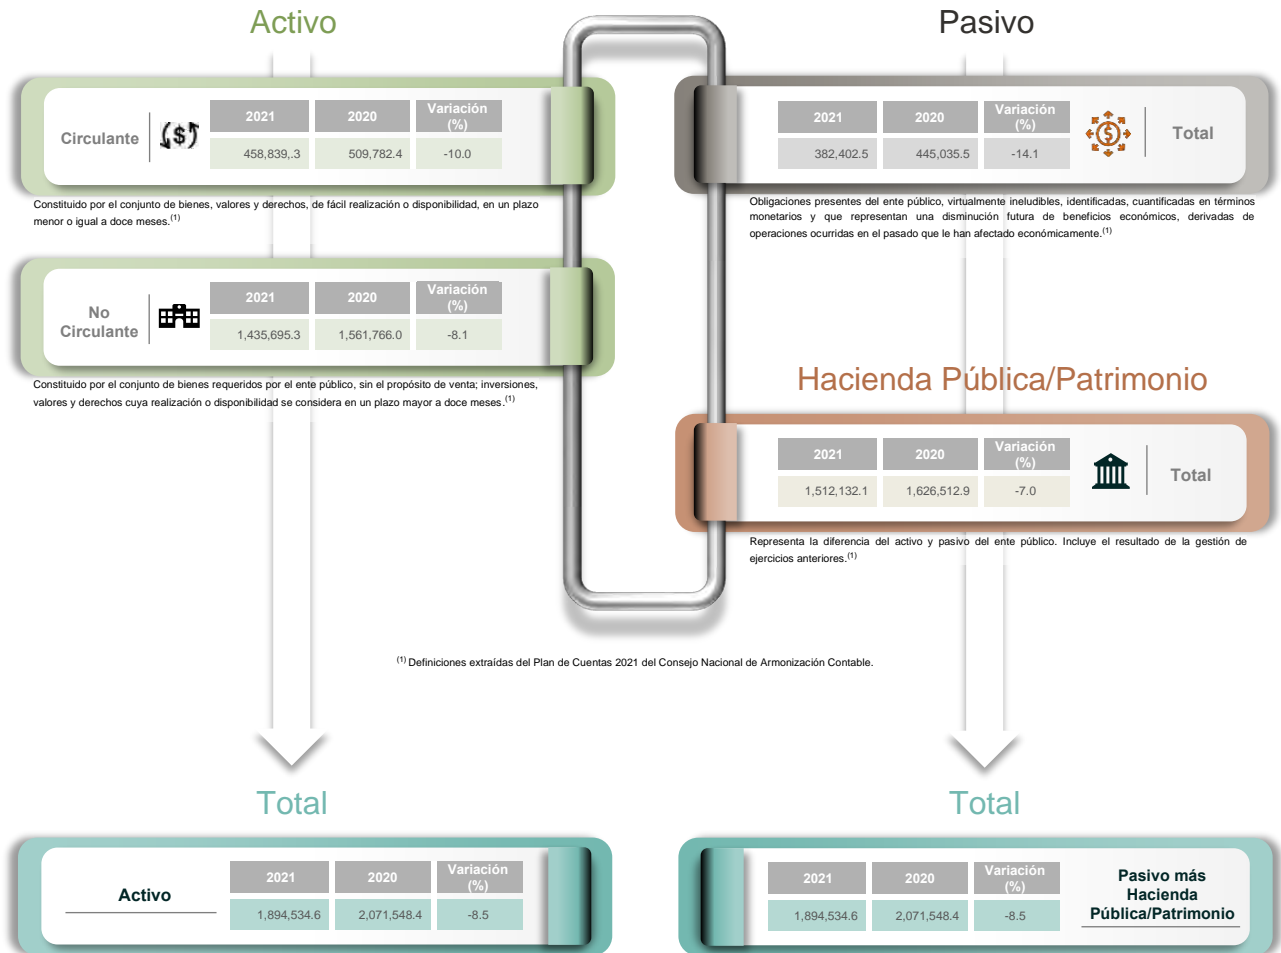 Activo
Circulante
2021 2020 Variación (%)
458,839,.3 509,782.4 -10.0
Constituido por el conjunto de bienes, valores y derechos, de fácil realización o disponibilidad, en un plazo
menor o igual a doce meses.(1)
No
Circulante
2021 2020 Variación (%)
1,435,695.3 1,561,766.0 -8.1
Constituido por el conjunto de bienes requeridos por el ente público, sin el propósito de venta; inversiones,
valores y derechos cuya realización o disponibilidad se considera en un plazo mayor a doce meses.(1)
Pasivo
2021 2020 Variación (%)
382,402.5 445,035.5 -14.1
Total
Obligaciones presentes del ente público, virtualmente ineludibles, identificadas, cuantificadas en términos
monetarios y que representan una disminución futura de beneficios económicos, derivadas de
operaciones ocurridas en el pasado que le han afectado económicamente.(1)
Hacienda Pública/Patrimonio
2021 2020 Variación (%)
1,512,132.1 1,626,512.9 -7.0
Total
Representa la diferencia del activo y pasivo del ente público. Incluye el resultado de la gestión de
ejercicios anteriores.(1)
(1) Definiciones extraídas del Plan de Cuentas 2021 del Consejo Nacional de Armonización Contable.
Total
Activo
2021 2020 Variación (%)
1,894,534.6 2,071,548.4 -8.5
Total
2021 2020 Variación (%)
1,894,534.6 2,071,548.4 -8.5
Pasivo más
Hacienda
Pública/Patrimonio